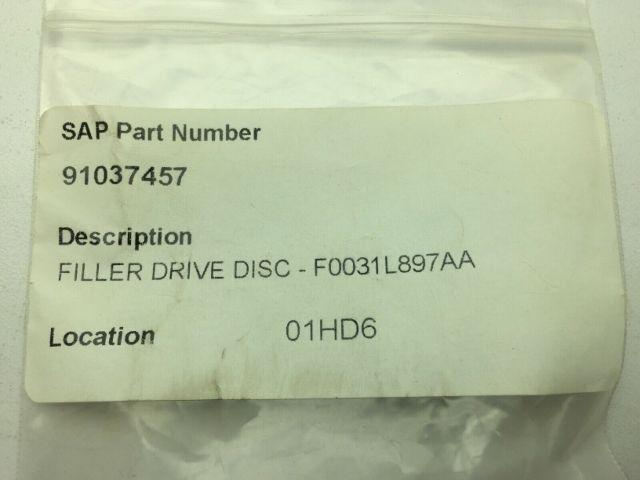 SAP Part Number
91037457
Description
FILLER DRIVE DISC - F0031L897AA
Location 01HD6